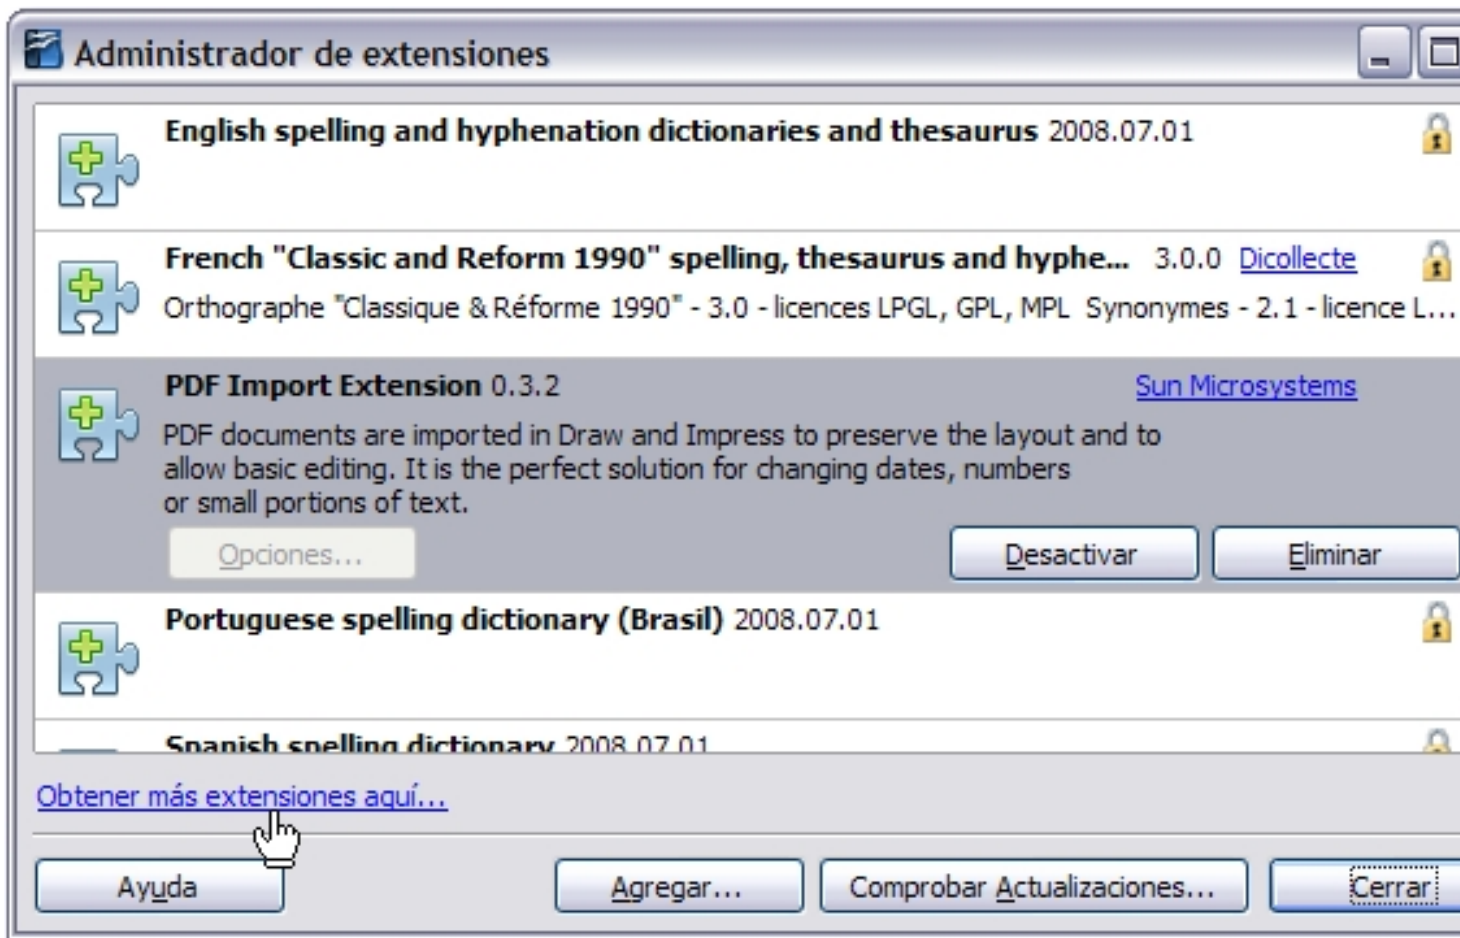 Administrador de extensiones
English spelling and hyphenation dictionaries and thesaurus 2008.07.01
French "Classic and Reform 1990" spelling, thesaurus and hyphe... 3.0.0 Dicollecte
Orthographe "Classique & Réforme 1990" - 3.0 - licences LPGL, GPL, MPL Synonymes - 2.1 - licence L...
PDF Import Extension 0.3.2 Sun Microsystems
PDF documents are imported in Draw and Impress to preserve the layout and to
allow basic editing. It is the perfect solution for changing dates, numbers
or small portions of text.
Opciones... Desactivar Eliminar
Portuguese spelling dictionary (Brasil) 2008.07.01
Spanish spelling dictionary 2008.07.01
Obtener más extensiones aquí...
Ayuda Agregar... Comprobar Actualizaciones... Cerrar